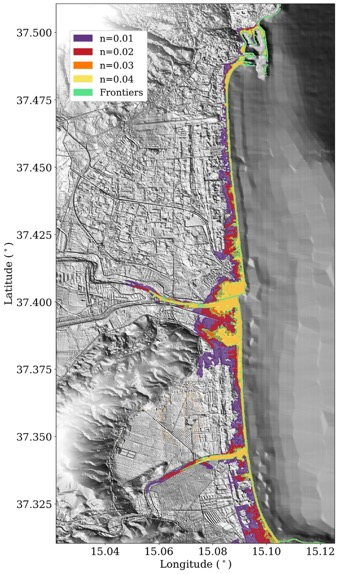 n=0.01
n=0.02
n=0.03
n=0.04
Frontiers
37.500
37.475
37.450
37.425
37.400
37.375
37.350
37.325
Latitude (°)
15.04 15.06 15.08 15.10 15.12
Longitude (°)